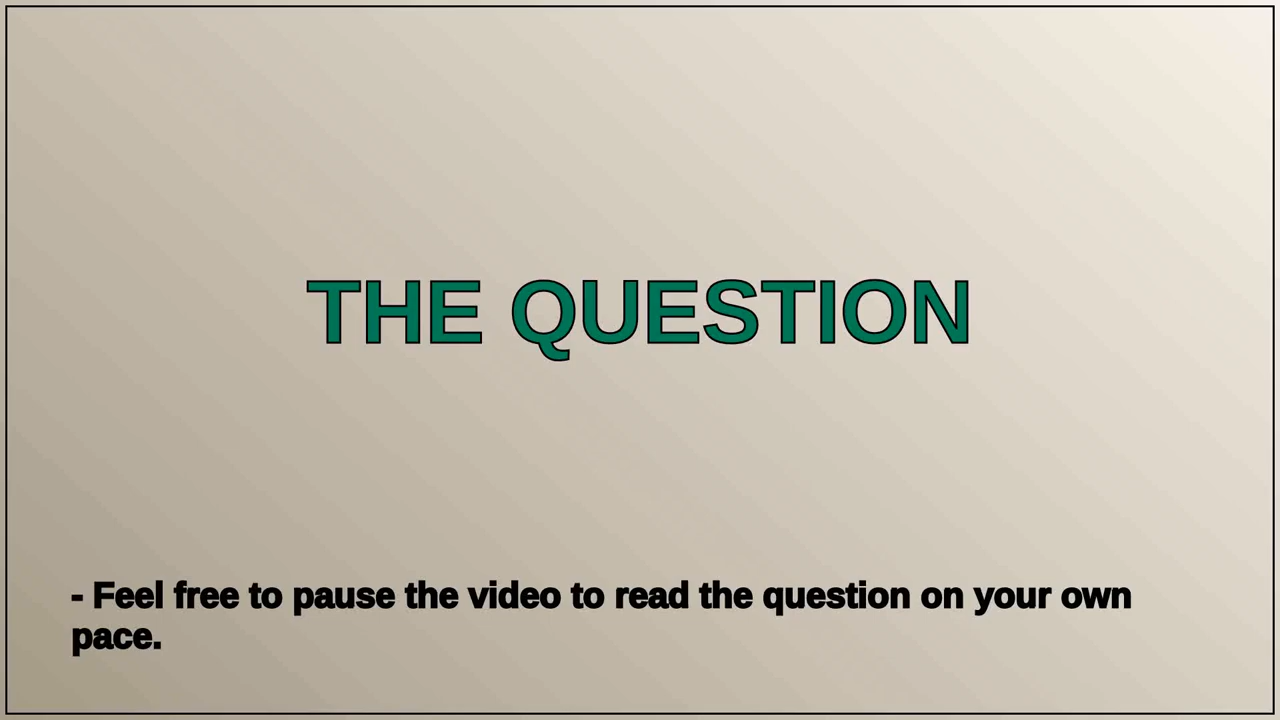 THE QUESTION
- Feel free to pause the video to read the question on your own
pace.